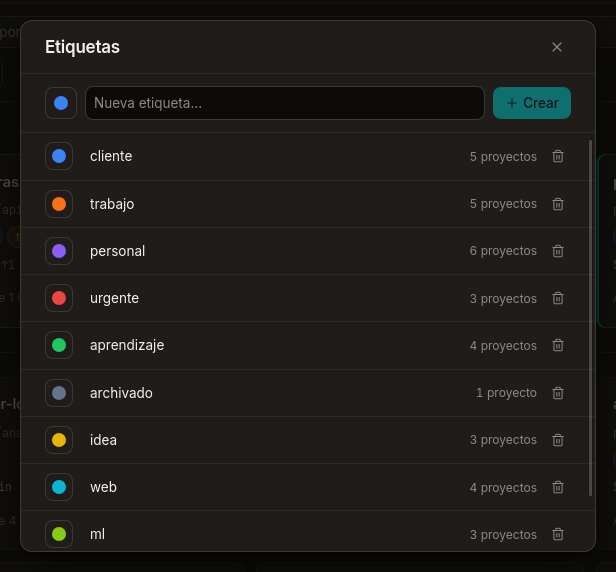 Etiquetas
Nueva etiqueta...
+ Crear
cliente 5 proyectos
trabajo 5 proyectos
personal 6 proyectos
urgente 3 proyectos
aprendizaje 4 proyectos
archivado 1 proyecto
idea 3 proyectos
web 4 proyectos
ml 3 proyectos